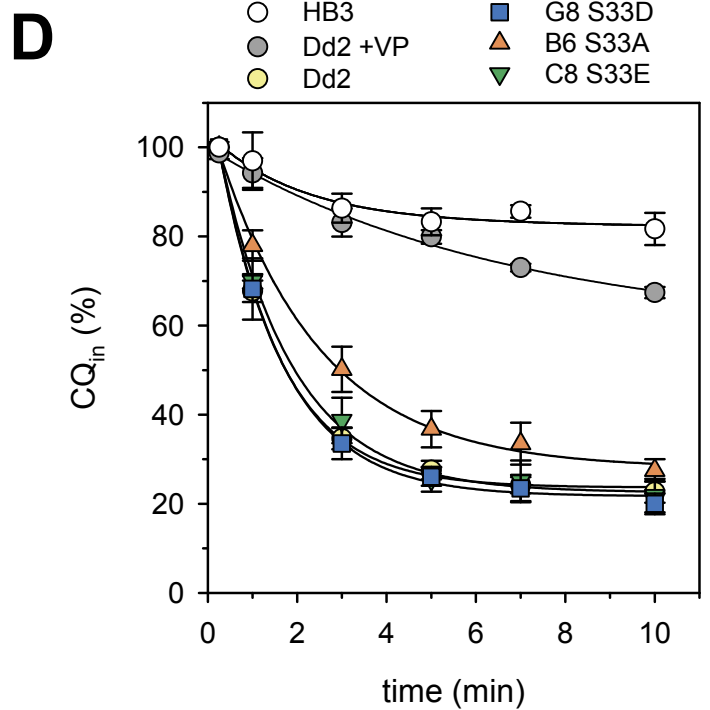 D
HB3
Dd2 +VP
Dd2
G8 S33D
B6 S33A
C8 S33E
100
80
60
40
20
0
CQin (%)
0 2 4 6 8 10
time (min)